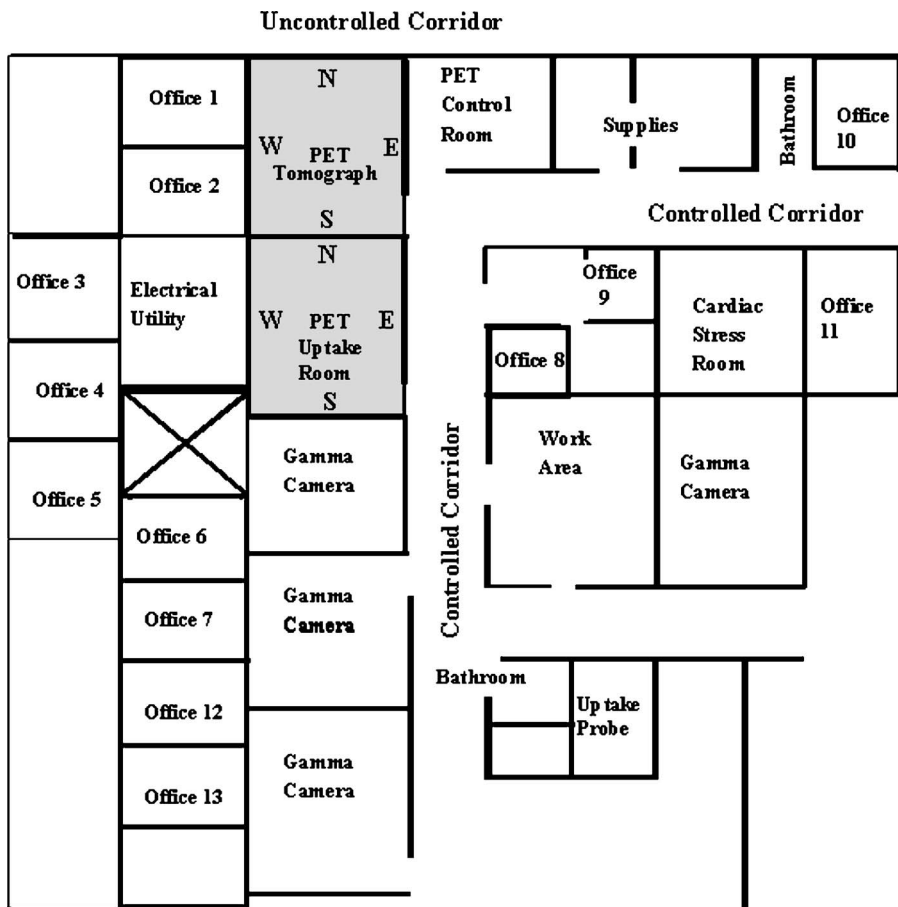 Uncontrolled Corridor
Office 1
N
W
PET
E
Tomograph
S
PET
Control
Room
Supplies
Bathroom
Office
10
Office 2
Controlled Corridor
Office 3
Electrical
Utility
N
W
PET
E
Uptake
Room
S
Office
9
Cardiac
Stress
Room
Office
11
Office 8
Office 4
Gamma
Camera
Controlled Corridor
Work
Area
Gamma
Camera
Office 5
Office 6
Office 7
Gamma
Camera
Bathroom
Uptake
Probe
Office 12
Gamma
Camera
Office 13